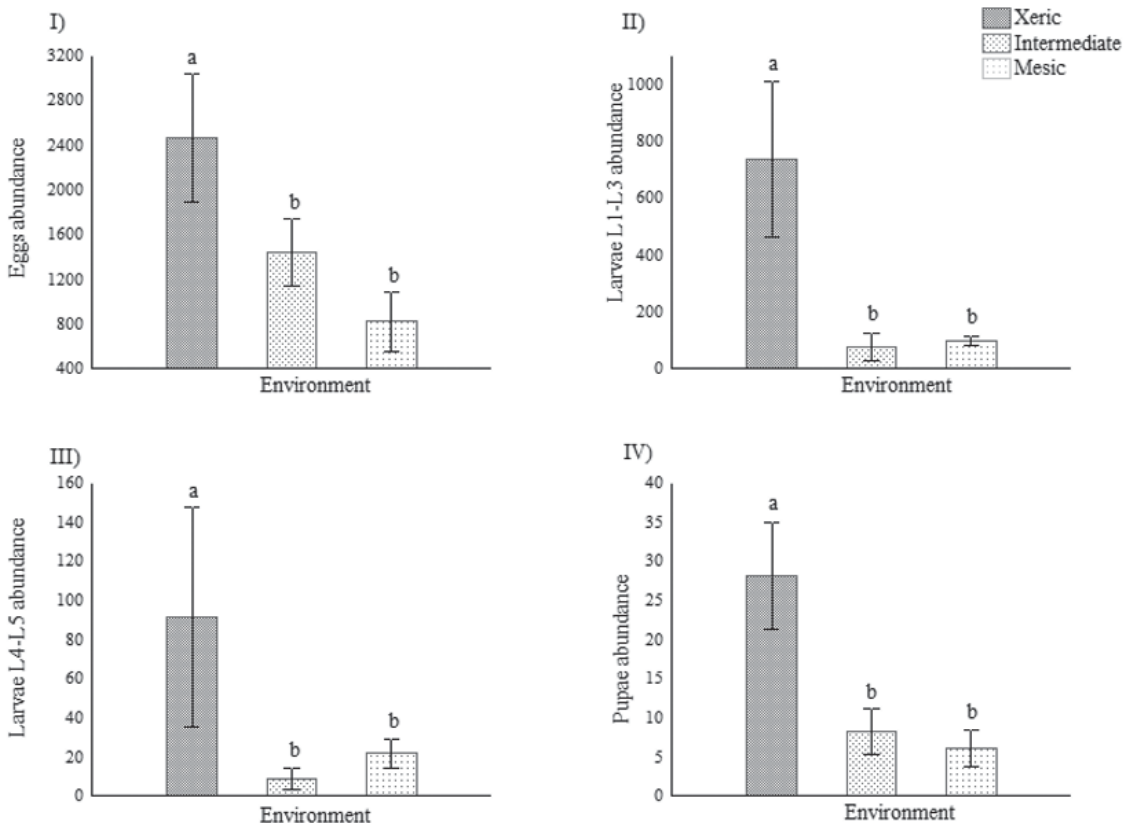 I)
3200
2800
2400
2000
1600
1200
800
400
Eggs abundance
a
b
b
Environment
II)
1000
800
600
400
200
0
Larvae L1-L3 abundance
a
b
b
Environment
Xeric
Intermediate
Mesic
III)
160
140
120
100
80
60
40
20
0
Larvae L4-L5 abundance
a
b
b
Environment
IV)
40
35
30
25
20
15
10
5
0
Pupae abundance
a
b
b
Environment